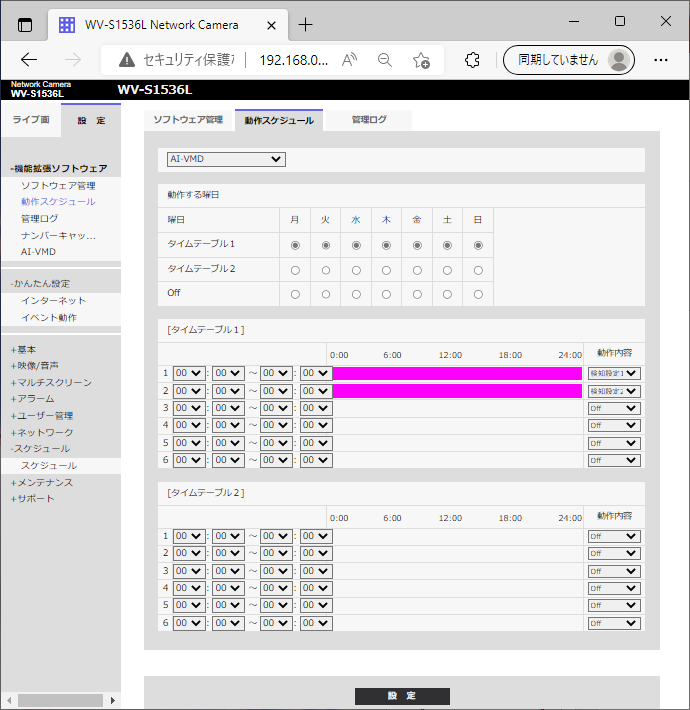 WV-S1536L Network Camera
セキュリティ保護な
192.168.0...
同期していません
Network Camera
WV-S1536L
WV-S1536L
ライブ画
設 定
ソフトウェア管理
動作スケジュール
管理ログ
-機能拡張ソフトウェア
ソフトウェア管理
動作スケジュール
管理ログ
ナンバーキャッ...
AI-VMD
-かんたん設定
インターネット
イベント動作
+基本
+映像/音声
+マルチスクリーン
+アラーム
+ユーザー管理
+ネットワーク
-スケジュール
スケジュール
+メンテナンス
+サポート
AI-VMD
動作する曜日
曜日 月 火 水 木 金 土 日
タイムテーブル1
タイムテーブル2
Off
[タイムテーブル1]
0:00 6:00 12:00 18:00 24:00 動作内容
1 00 : 00 ～ 00 : 00 検知設定1
2 00 : 00 ～ 00 : 00 検知設定2
3 00 : 00 ～ 00 : 00 Off
4 00 : 00 ～ 00 : 00 Off
5 00 : 00 ～ 00 : 00 Off
6 00 : 00 ～ 00 : 00 Off
[タイムテーブル2]
0:00 6:00 12:00 18:00 24:00 動作内容
1 00 : 00 ～ 00 : 00 Off
2 00 : 00 ～ 00 : 00 Off
3 00 : 00 ～ 00 : 00 Off
4 00 : 00 ～ 00 : 00 Off
5 00 : 00 ～ 00 : 00 Off
6 00 : 00 ～ 00 : 00 Off
設 定